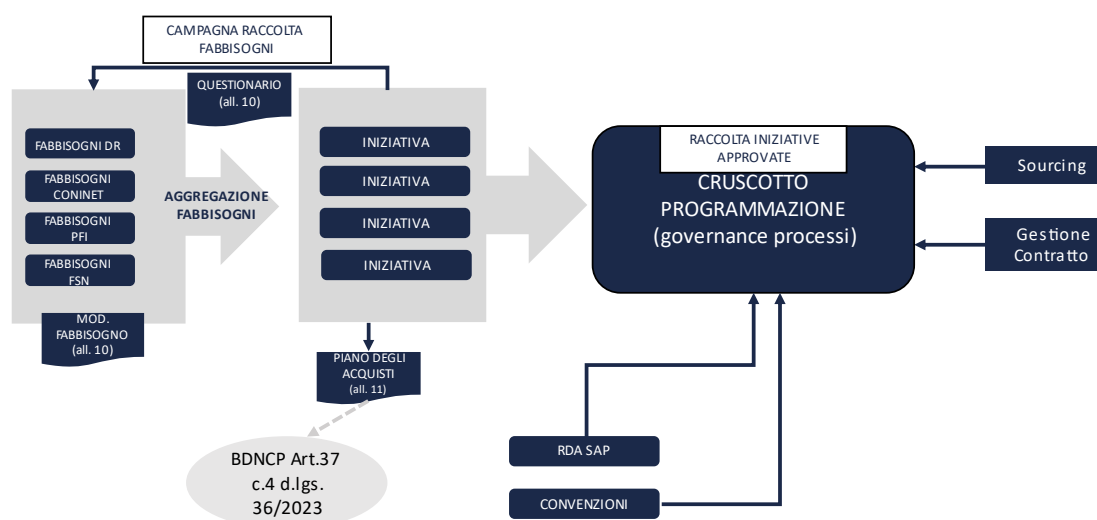 CAMPAGNA RACCOLTA
FABBISOGNI
QUESTIONARIO
(all. 10)
FABBISOGNI DR
FABBISOGNI
CONINET
FABBISOGNI
PFI
FABBISOGNI
FSN
MOD.
FABBISOGNO
(all. 10)
AGGREGAZIONE
FABBISOGNI
INIZIATIVA
INIZIATIVA
INIZIATIVA
INIZIATIVA
PIANO DEGLI
ACQUISTI
(all. 11)
BDNCP Art.37
c.4 d.lgs.
36/2023
RACCOLTA INIZIATIVE
APPROVATE
CRUSCOTTO
PROGRAMMAZIONE
(governance processi)
Sourcing
Gestione
Contratto
RDA SAP
CONVENZIONI